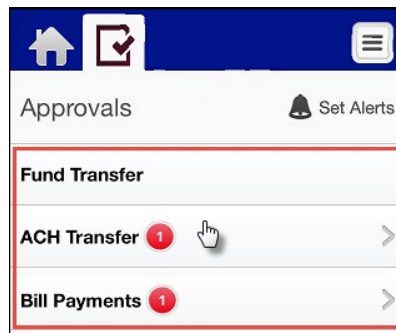 Approvals Set Alerts
Fund Transfer
ACH Transfer 1
Bill Payments 1